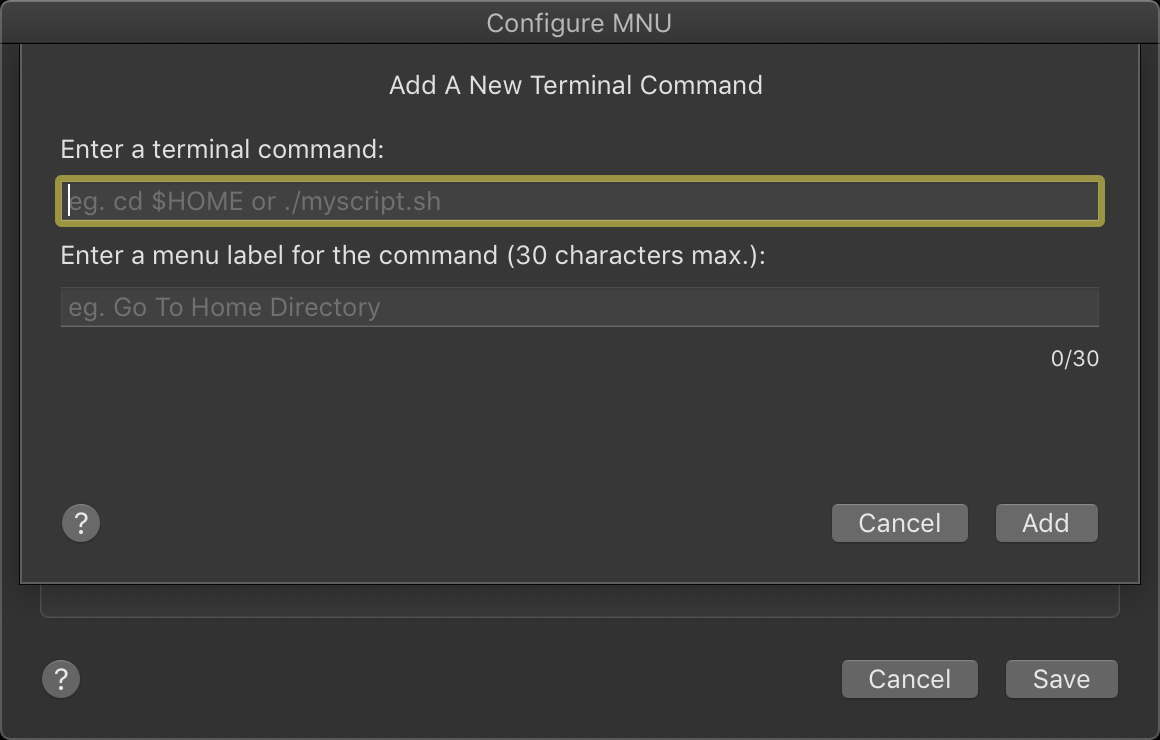 Configure MNU
Add A New Terminal Command
Enter a terminal command:
eg. cd $HOME or ./myscript.sh
Enter a menu label for the command (30 characters max.):
eg. Go To Home Directory
0/30
? Cancel Add
? Cancel Save